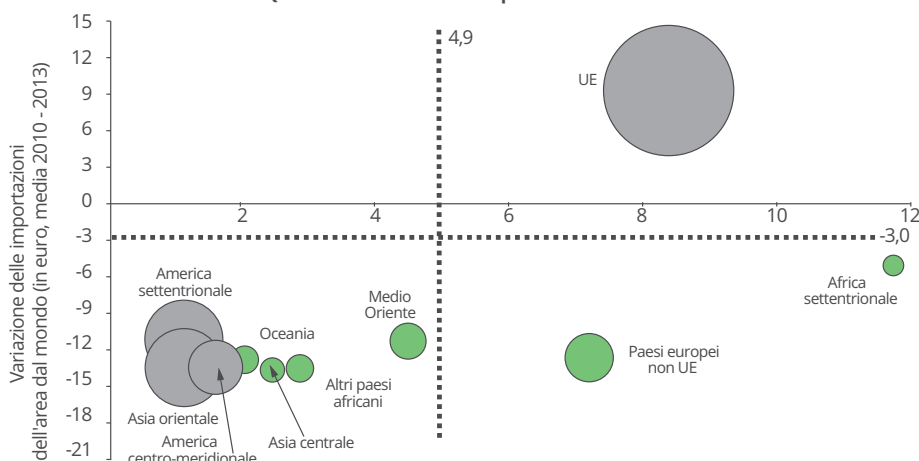 Variazione delle importazioni
dell'area dal mondo (in euro, media 2010 - 2013)
15
12
9
6
3
0
-3
-6
-9
-12
-15
-18
-21
2
4
6
8
10
12
4,9
-3,0
UE
America
settentrionale
Oceania
Medio
Oriente
Africa
settentrionale
Paesi europei
non UE
Altri paesi
africani
Asia orientale
America
centro-meridionale
Asia centrale